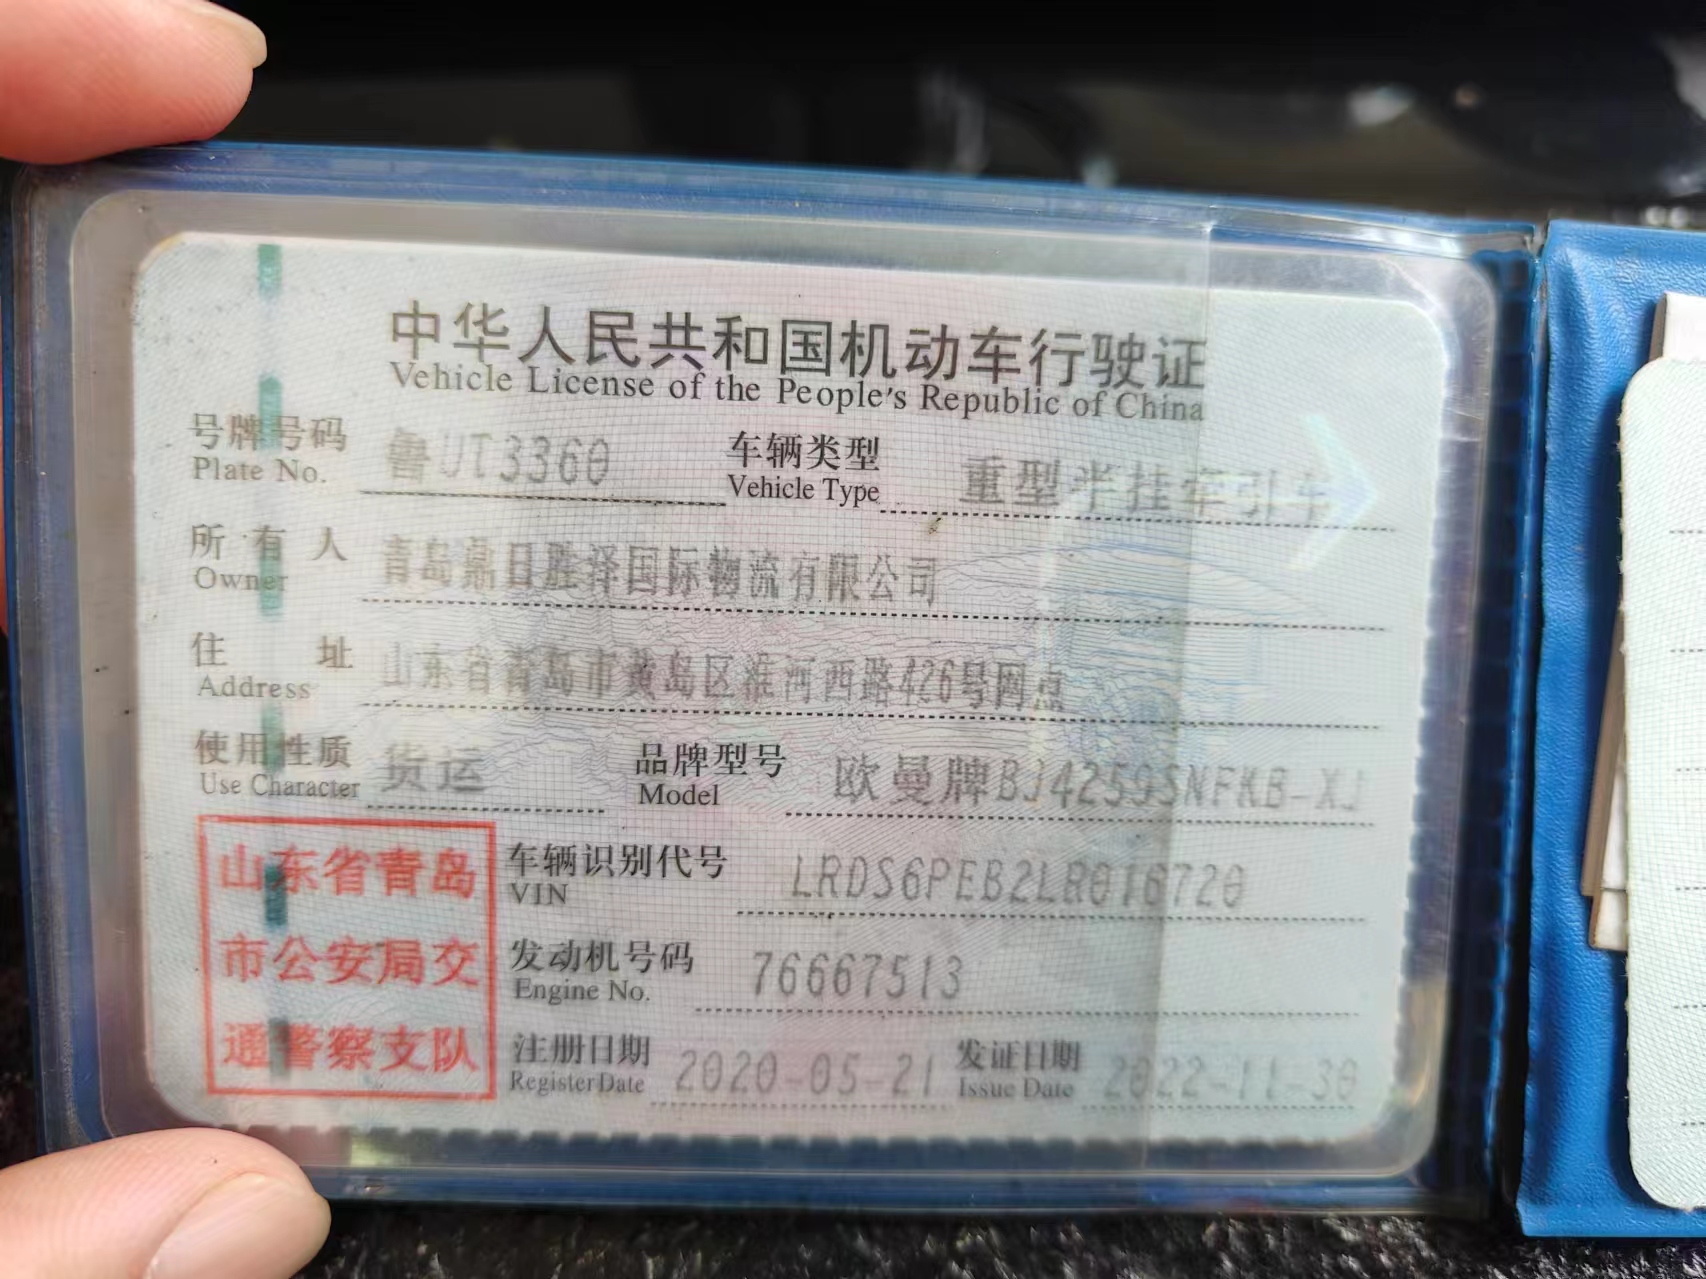 中华人民共和国机动车行驶证
Vehicle License of the People's Republic of China
号牌号码 鲁UT3360 车辆类型 重型半挂牵引车
Plate No. Vehicle Type
所有人 青岛鼎日胜泽国际物流有限公司
Owner
住址 山东省青岛市黄岛区淮河西路426号网点
Address
使用性质 货运 品牌型号 欧曼牌BJ4259SNFKB-XJ
Use Character Model
山东省青岛
市公安局交
通警察支队
车辆识别代号 LRDS6PEB2LR016720
VIN
发动机号码 76667513
Engine No.
注册日期 2020-05-21 发证日期 2022-11-30
Register Date Issue Date